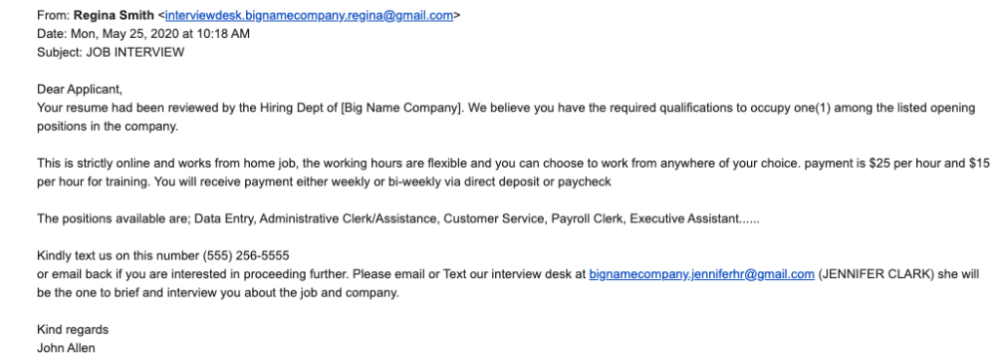 From: Regina Smith <interviewdesk.bignamecompany.regina@gmail.com>
Date: Mon, May 25, 2020 at 10:18 AM
Subject: JOB INTERVIEW
Dear Applicant,
Your resume had been reviewed by the Hiring Dept of [Big Name Company]. We believe you have the required qualifications to occupy one(1) among the listed opening
positions in the company.
This is strictly online and works from home job, the working hours are flexible and you can choose to work from anywhere of your choice. payment is $25 per hour and $15
per hour for training. You will receive payment either weekly or bi-weekly via direct deposit or paycheck
The positions available are; Data Entry, Administrative Clerk/Assistance, Customer Service, Payroll Clerk, Executive Assistant......
Kindly text us on this number (555) 256-5555
or email back if you are interested in proceeding further. Please email or Text our interview desk at bignamecompany.jenniferhr@gmail.com (JENNIFER CLARK) she will
be the one to brief and interview you about the job and company.
Kind regards
John Allen